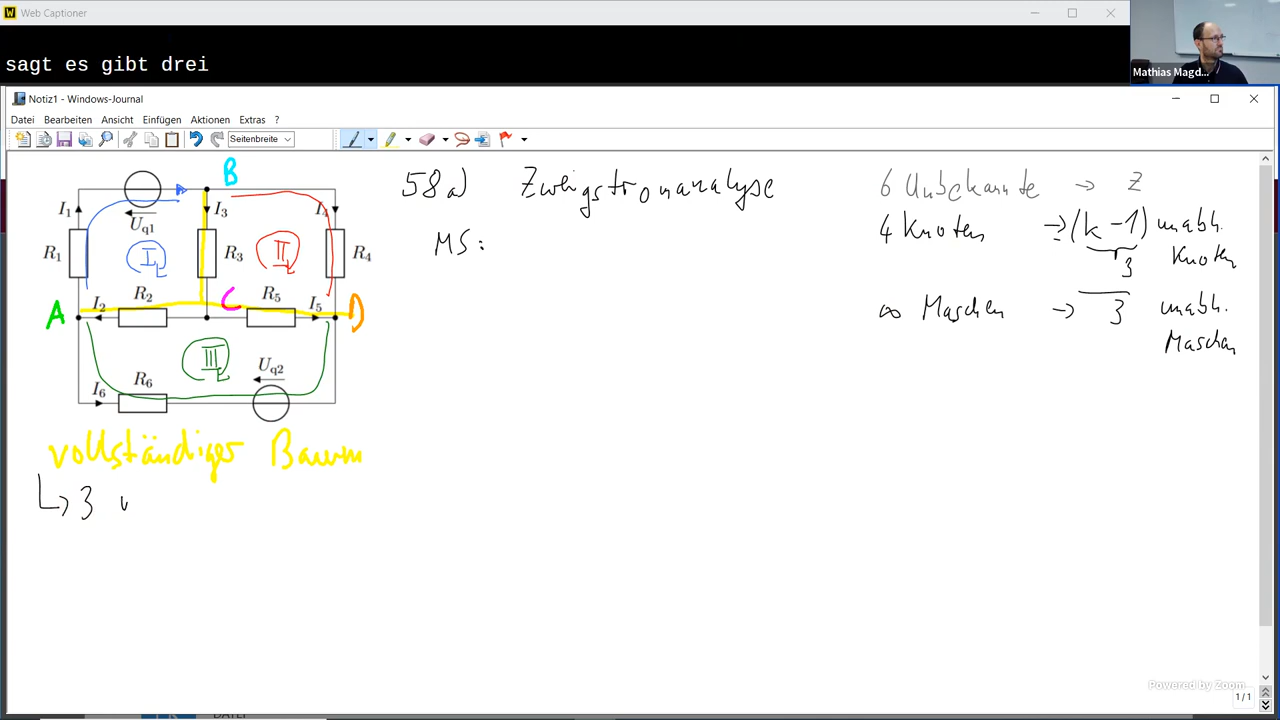 Web Captioner
sagt es gibt drei
Mathias Magd...
Notiz1 - Windows-Journal
Datei Bearbeiten Ansicht Einfügen Aktionen Extras ?
Seitenbreite
B
I1 Uq1 I3 I4
R1 I R3 II R4
A I2 R2 C R5 I5 D
III
I6 R6 Uq2
vollständiger Baum
↳ 3
58a) Zweigstromanalyse
MS:
6 Unbekannte → Z
4 Knoten → (k-1) unabh.
3 Knoten
∞ Maschen → 3 unabh.
Maschen
Powered by Zoom
1/1
DATEI